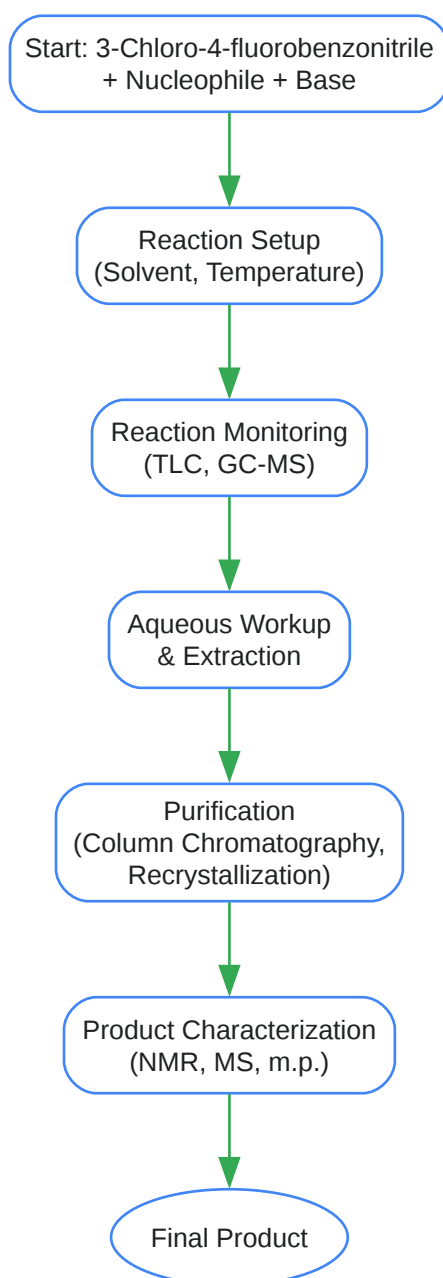 Start: 3-Chloro-4-fluorobenzonitrile
+ Nucleophile + Base
Reaction Setup
(Solvent, Temperature)
Reaction Monitoring
(TLC, GC-MS)
Aqueous Workup
& Extraction
Purification
(Column Chromatography,
Recrystallization)
Product Characterization
(NMR, MS, m.p.)
Final Product